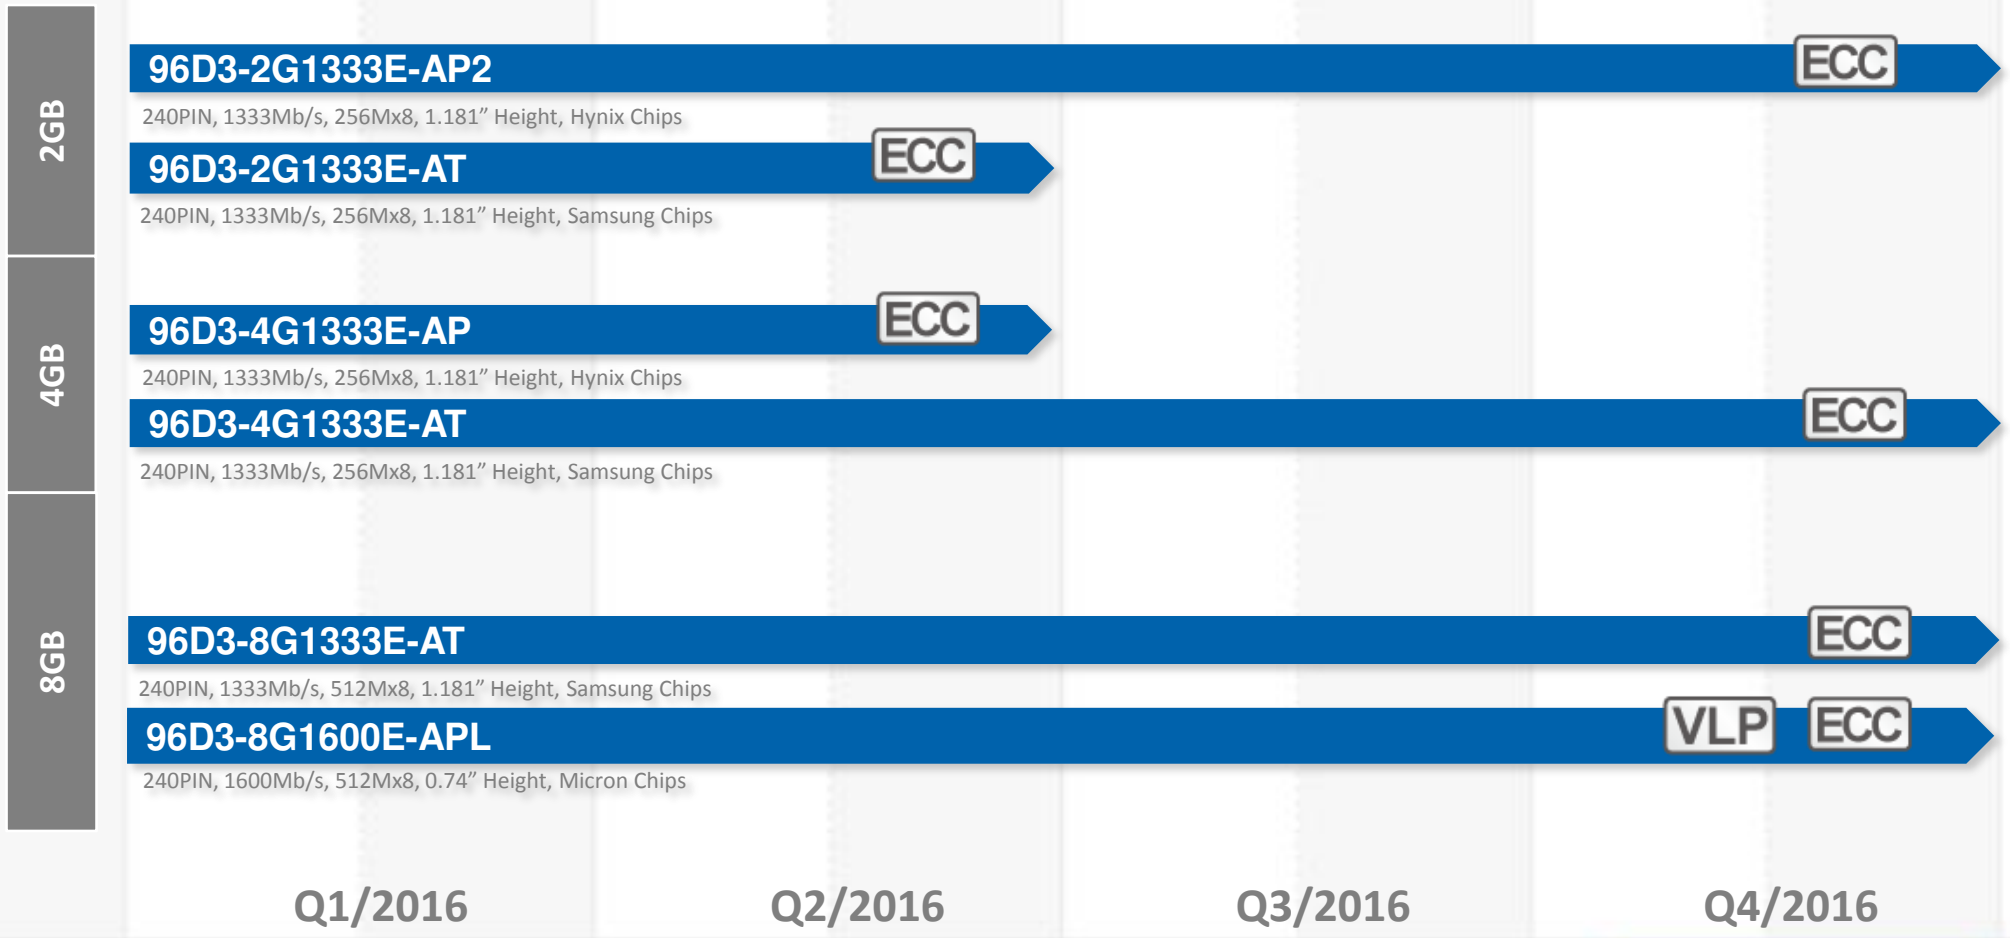 2GB
96D3-2G1333E-AP2
ECC
240PIN, 1333Mb/s, 256Mx8, 1.181” Height, Hynix Chips
96D3-2G1333E-AT
ECC
240PIN, 1333Mb/s, 256Mx8, 1.181” Height, Samsung Chips
4GB
96D3-4G1333E-AP
ECC
240PIN, 1333Mb/s, 256Mx8, 1.181” Height, Hynix Chips
96D3-4G1333E-AT
ECC
240PIN, 1333Mb/s, 256Mx8, 1.181” Height, Samsung Chips
8GB
96D3-8G1333E-AT
ECC
240PIN, 1333Mb/s, 512Mx8, 1.181” Height, Samsung Chips
96D3-8G1600E-APL
VLP
ECC
240PIN, 1600Mb/s, 512Mx8, 0.74” Height, Micron Chips
Q1/2016
Q2/2016
Q3/2016
Q4/2016